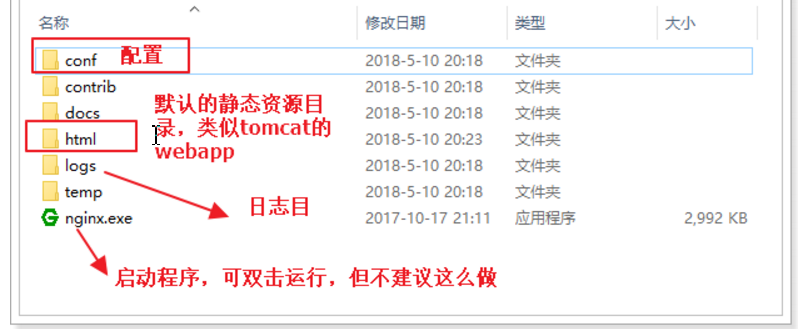 名称 修改日期 类型 大小
conf 配置 2018-5-10 20:18 文件夹
contrib 2018-5-10 20:18 文件夹
docs 2018-5-10 20:18 文件夹
html 2018-5-10 20:23 文件夹
默认的静态资源目
录，类似tomcat的
webapp
logs 2018-5-10 20:18 文件夹
temp 2018-5-10 20:18 文件夹
日志目
nginx.exe 2017-10-17 21:11 应用程序 2,992 KB
启动程序，可双击运行，但不建议这么做